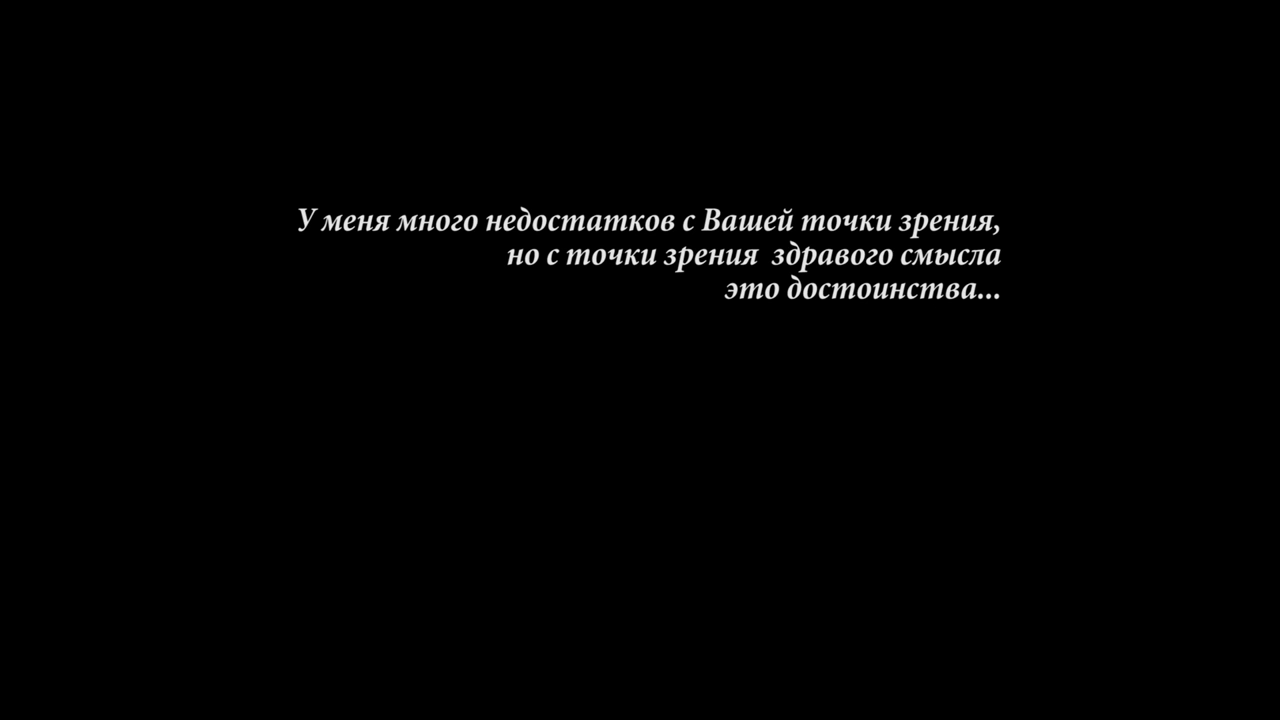 У меня много недостатков с Вашей точки зрения,
но с точки зрения  здравого смысла
это достоинства...